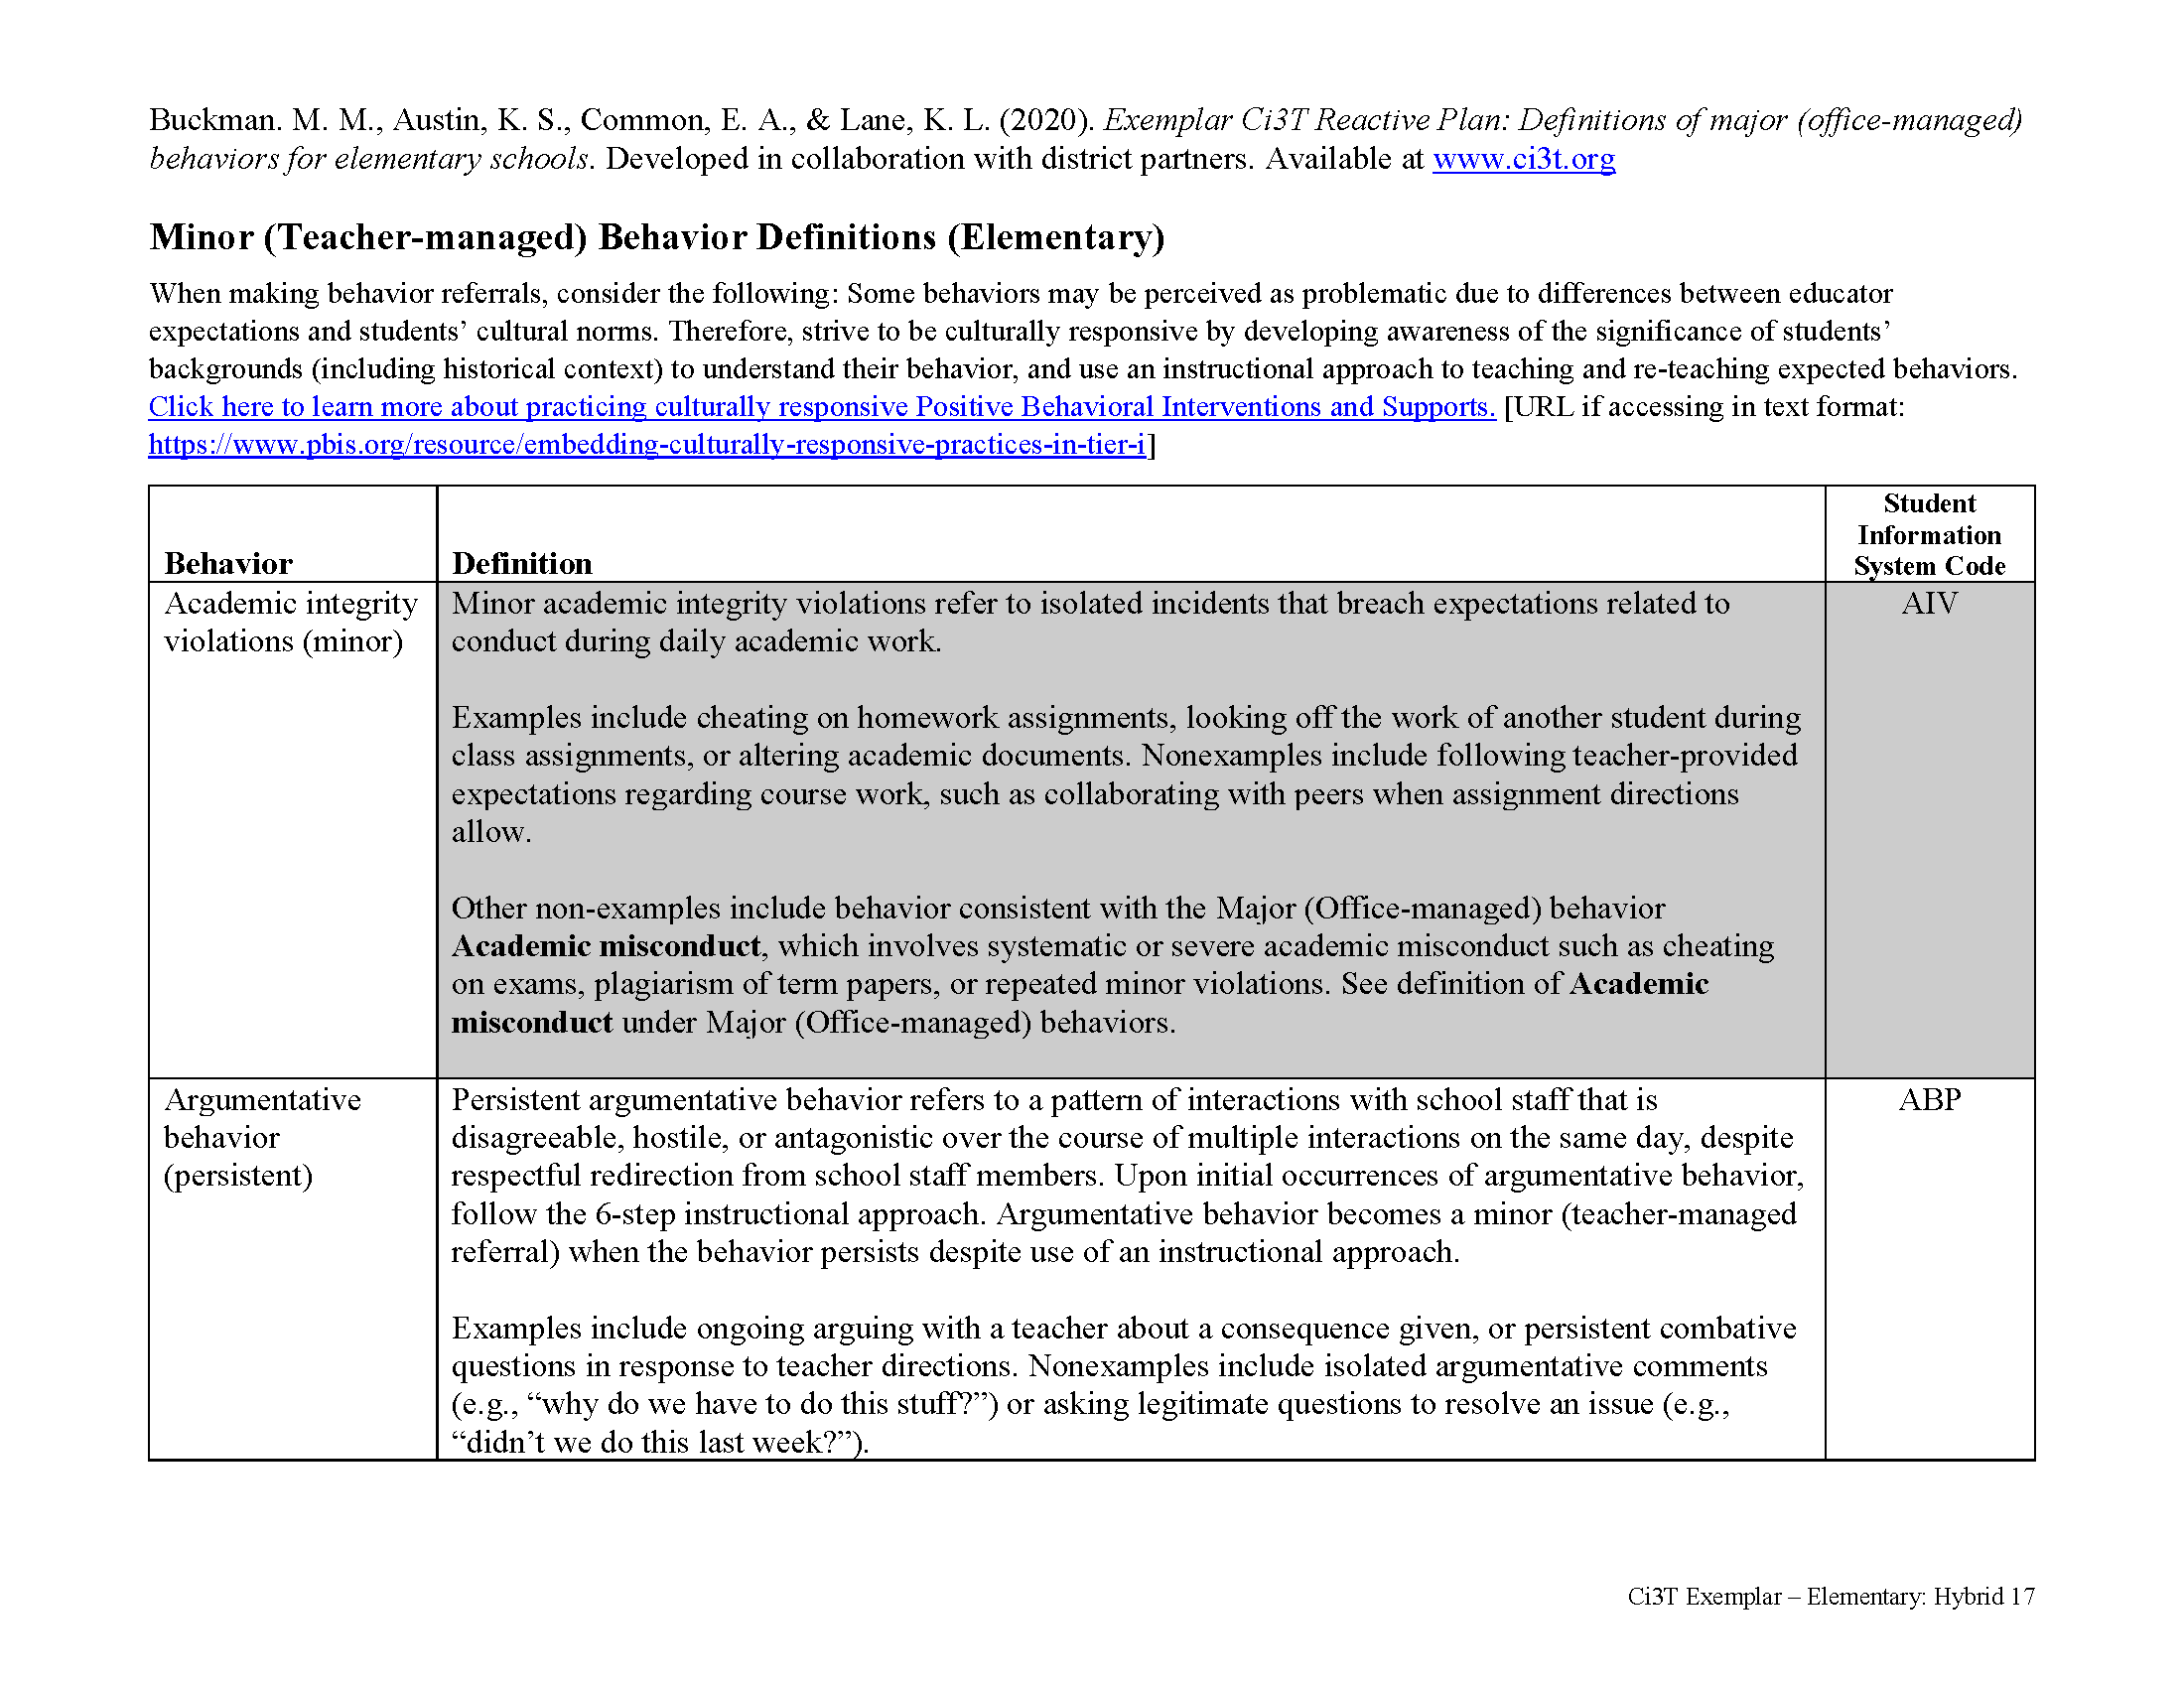 Buckman. M. M., Austin, K. S., Common, E. A., & Lane, K. L. (2020). Exemplar Ci3T Reactive Plan: Definitions of major (office-managed)
behaviors for elementary schools. Developed in collaboration with district partners. Available at www.ci3t.org
Minor (Teacher-managed) Behavior Definitions (Elementary)
When making behavior referrals, consider the following: Some behaviors may be perceived as problematic due to differences between educator
expectations and students’ cultural norms. Therefore, strive to be culturally responsive by developing awareness of the significance of students’
backgrounds (including historical context) to understand their behavior, and use an instructional approach to teaching and re-teaching expected behaviors.
Click here to learn more about practicing culturally responsive Positive Behavioral Interventions and Supports. [URL if accessing in text format:
https://www.pbis.org/resource/embedding-culturally-responsive-practices-in-tier-i]
Behavior
Definition
Student
Information
System Code
Academic integrity
violations (minor)
Minor academic integrity violations refer to isolated incidents that breach expectations related to
conduct during daily academic work.
Examples include cheating on homework assignments, looking off the work of another student during
class assignments, or altering academic documents. Nonexamples include following teacher-provided
expectations regarding course work, such as collaborating with peers when assignment directions
allow.
Other non-examples include behavior consistent with the Major (Office-managed) behavior
Academic misconduct, which involves systematic or severe academic misconduct such as cheating
on exams, plagiarism of term papers, or repeated minor violations. See definition of Academic
misconduct under Major (Office-managed) behaviors.
AIV
Argumentative
behavior
(persistent)
Persistent argumentative behavior refers to a pattern of interactions with school staff that is
disagreeable, hostile, or antagonistic over the course of multiple interactions on the same day, despite
respectful redirection from school staff members. Upon initial occurrences of argumentative behavior,
follow the 6-step instructional approach. Argumentative behavior becomes a minor (teacher-managed
referral) when the behavior persists despite use of an instructional approach.
Examples include ongoing arguing with a teacher about a consequence given, or persistent combative
questions in response to teacher directions. Nonexamples include isolated argumentative comments
(e.g., “why do we have to do this stuff?”) or asking legitimate questions to resolve an issue (e.g.,
“didn’t we do this last week?”).
ABP
Ci3T Exemplar – Elementary: Hybrid 17